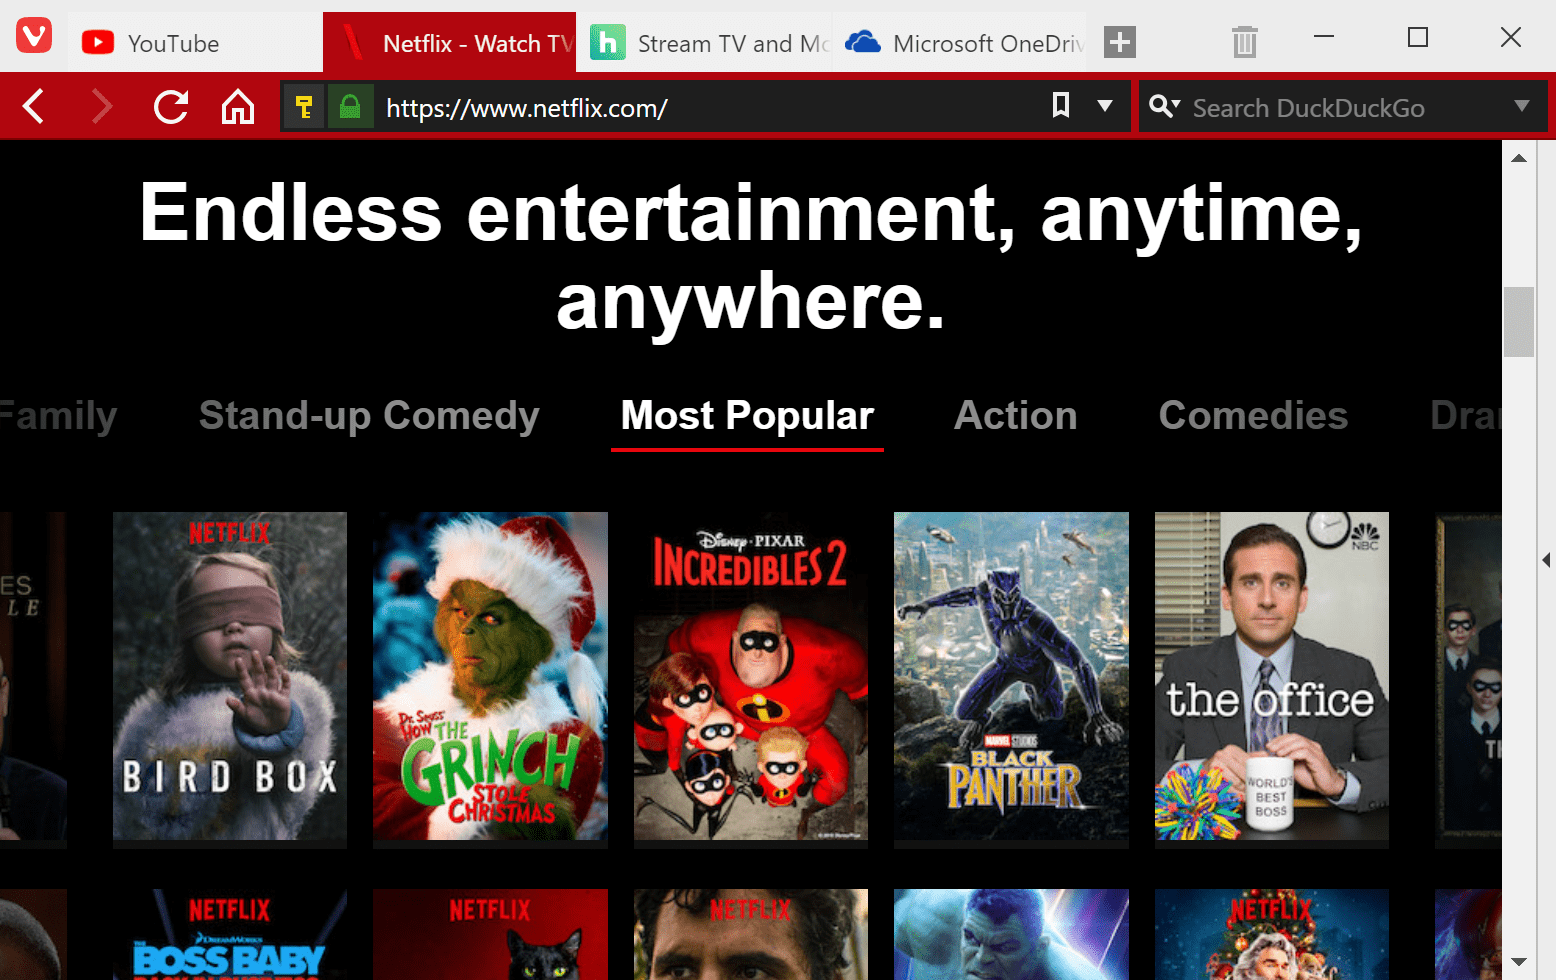 YouTube
Netflix - Watch TV
Stream TV and Mo
Microsoft OneDriv
https://www.netflix.com/
Search DuckDuckGo
Endless entertainment, anytime,
anywhere.
Family
Stand-up Comedy
Most Popular
Action
Comedies
Dra
ES
LE
NETFLIX
BIRD BOX
Dr. Seuss'
HOW THE
GRINCH
STOLE
CHRISTMAS
Disney · PIXAR
INCREDIBLES 2
MARVEL STUDIOS
BLACK
PANTHER
NBC
the office
WORLD'S
BEST
BOSS
TH
NETFLIX
THE
DREAMWORKS
BOSS BABY
NETFLIX
NETFLIX
NETFLIX